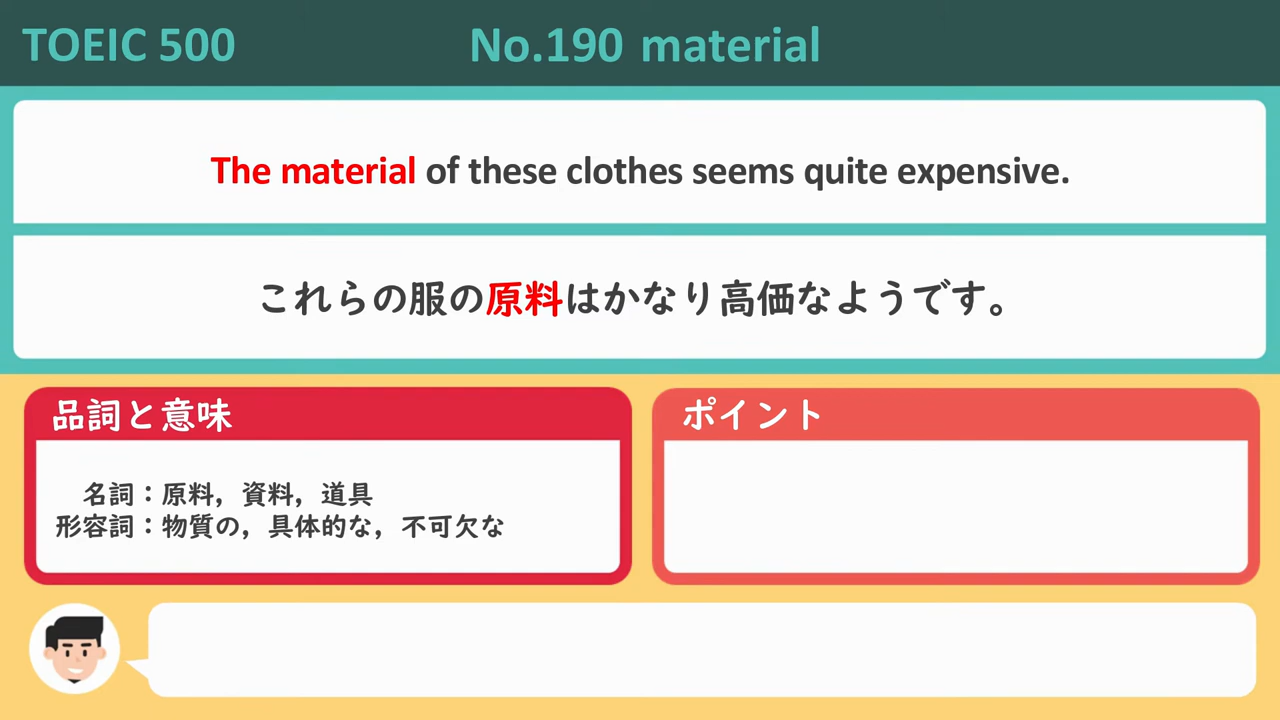 TOEIC 500
No.190 material
The material of these clothes seems quite expensive.
これらの服の原料はかなり高価なようです。
品詞と意味
名詞：原料，資料，道具
形容詞：物質の，具体的な，不可欠な
ポイント